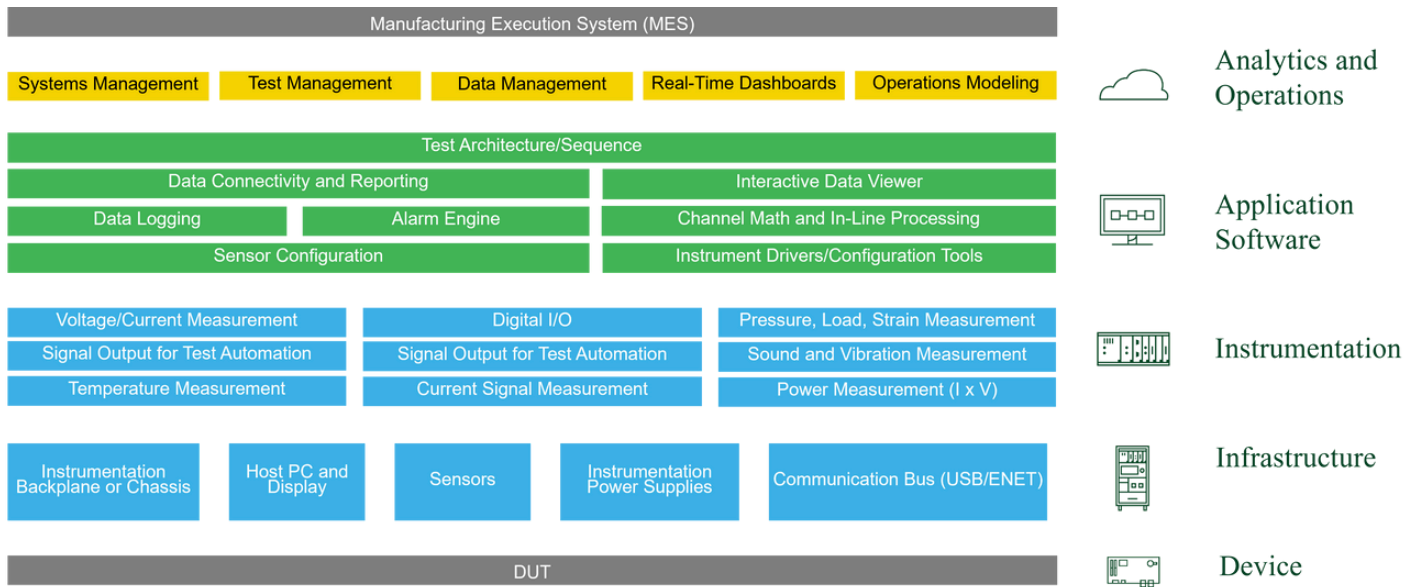 Manufacturing Execution System (MES)
Systems Management
Test Management
Data Management
Real-Time Dashboards
Operations Modeling
Analytics and
Operations
Test Architecture/Sequence
Data Connectivity and Reporting
Interactive Data Viewer
Data Logging
Alarm Engine
Channel Math and In-Line Processing
Sensor Configuration
Instrument Drivers/Configuration Tools
Application
Software
Voltage/Current Measurement
Digital I/O
Pressure, Load, Strain Measurement
Signal Output for Test Automation
Signal Output for Test Automation
Sound and Vibration Measurement
Temperature Measurement
Current Signal Measurement
Power Measurement (I x V)
Instrumentation
Instrumentation
Backplane or Chassis
Host PC and
Display
Sensors
Instrumentation
Power Supplies
Communication Bus (USB/ENET)
Infrastructure
DUT
Device